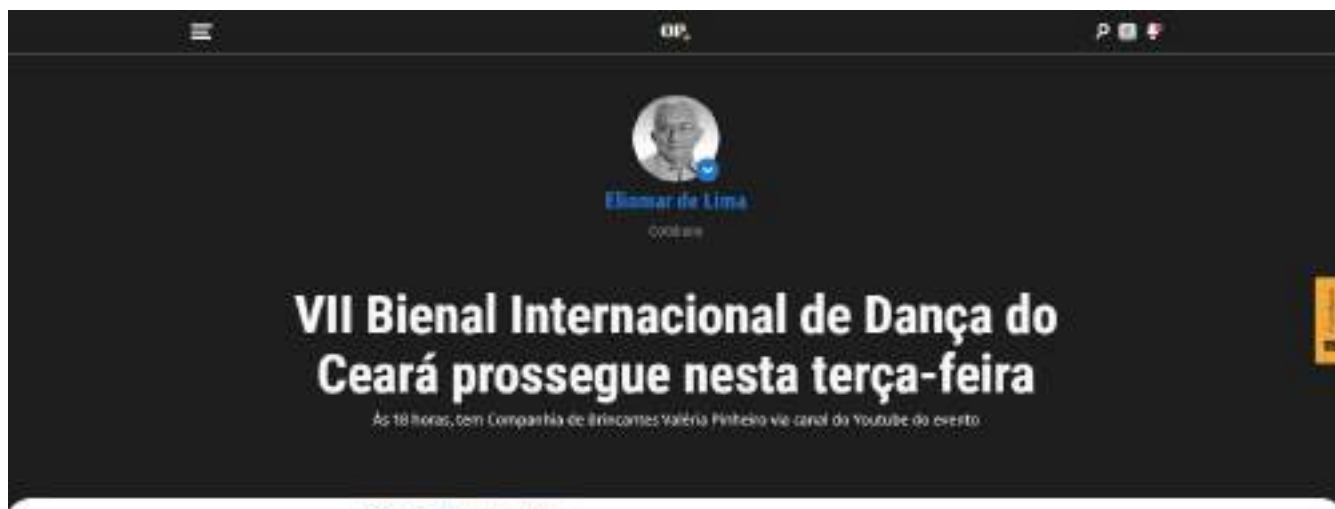 OP+
Eliomar de Lima
VII Bienal Internacional de Dança do
Ceará prossegue nesta terça-feira
Às 18 horas, tem Companhia de Brincantes Valéria Pinheiro via canal do Youtube do evento